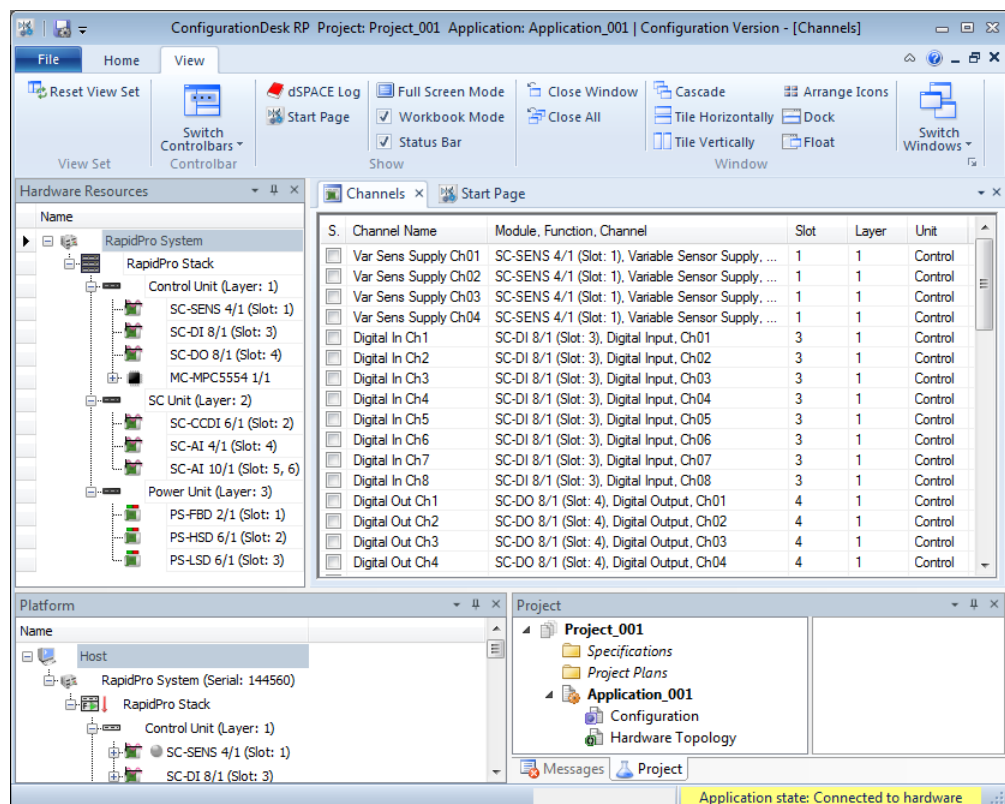 ConfigurationDesk RP Project: Project_001 Application: Application_001 | Configuration Version - [Channels]
File Home View
Reset View Set
View Set
Switch Controlbars
Controlbar
dSPACE Log
Start Page
Full Screen Mode
Workbook Mode
Status Bar
Show
Close Window
Close All
Cascade
Tile Horizontally
Tile Vertically
Arrange Icons
Dock
Float
Window
Switch Windows
Hardware Resources
Name
RapidPro System
RapidPro Stack
Control Unit (Layer: 1)
SC-SENS 4/1 (Slot: 1)
SC-DI 8/1 (Slot: 3)
SC-DO 8/1 (Slot: 4)
MC-MPC5554 1/1
SC Unit (Layer: 2)
SC-CCDI 6/1 (Slot: 2)
SC-AI 4/1 (Slot: 4)
SC-AI 10/1 (Slot: 5, 6)
Power Unit (Layer: 3)
PS-FBD 2/1 (Slot: 1)
PS-HSD 6/1 (Slot: 2)
PS-LSD 6/1 (Slot: 3)
Channels Start Page
S. Channel Name Module, Function, Channel Slot Layer Unit
Var Sens Supply Ch01 SC-SENS 4/1 (Slot: 1), Variable Sensor Supply, ... 1 1 Control
Var Sens Supply Ch02 SC-SENS 4/1 (Slot: 1), Variable Sensor Supply, ... 1 1 Control
Var Sens Supply Ch03 SC-SENS 4/1 (Slot: 1), Variable Sensor Supply, ... 1 1 Control
Var Sens Supply Ch04 SC-SENS 4/1 (Slot: 1), Variable Sensor Supply, ... 1 1 Control
Digital In Ch1 SC-DI 8/1 (Slot: 3), Digital Input, Ch01 3 1 Control
Digital In Ch2 SC-DI 8/1 (Slot: 3), Digital Input, Ch02 3 1 Control
Digital In Ch3 SC-DI 8/1 (Slot: 3), Digital Input, Ch03 3 1 Control
Digital In Ch4 SC-DI 8/1 (Slot: 3), Digital Input, Ch04 3 1 Control
Digital In Ch5 SC-DI 8/1 (Slot: 3), Digital Input, Ch05 3 1 Control
Digital In Ch6 SC-DI 8/1 (Slot: 3), Digital Input, Ch06 3 1 Control
Digital In Ch7 SC-DI 8/1 (Slot: 3), Digital Input, Ch07 3 1 Control
Digital In Ch8 SC-DI 8/1 (Slot: 3), Digital Input, Ch08 3 1 Control
Digital Out Ch1 SC-DO 8/1 (Slot: 4), Digital Output, Ch01 4 1 Control
Digital Out Ch2 SC-DO 8/1 (Slot: 4), Digital Output, Ch02 4 1 Control
Digital Out Ch3 SC-DO 8/1 (Slot: 4), Digital Output, Ch03 4 1 Control
Digital Out Ch4 SC-DO 8/1 (Slot: 4), Digital Output, Ch04 4 1 Control
Platform
Name
Host
RapidPro System (Serial: 144560)
RapidPro Stack
Control Unit (Layer: 1)
SC-SENS 4/1 (Slot: 1)
SC-DI 8/1 (Slot: 3)
Project
Project_001
Specifications
Project Plans
Application_001
Configuration
Hardware Topology
Messages Project
Application state: Connected to hardware